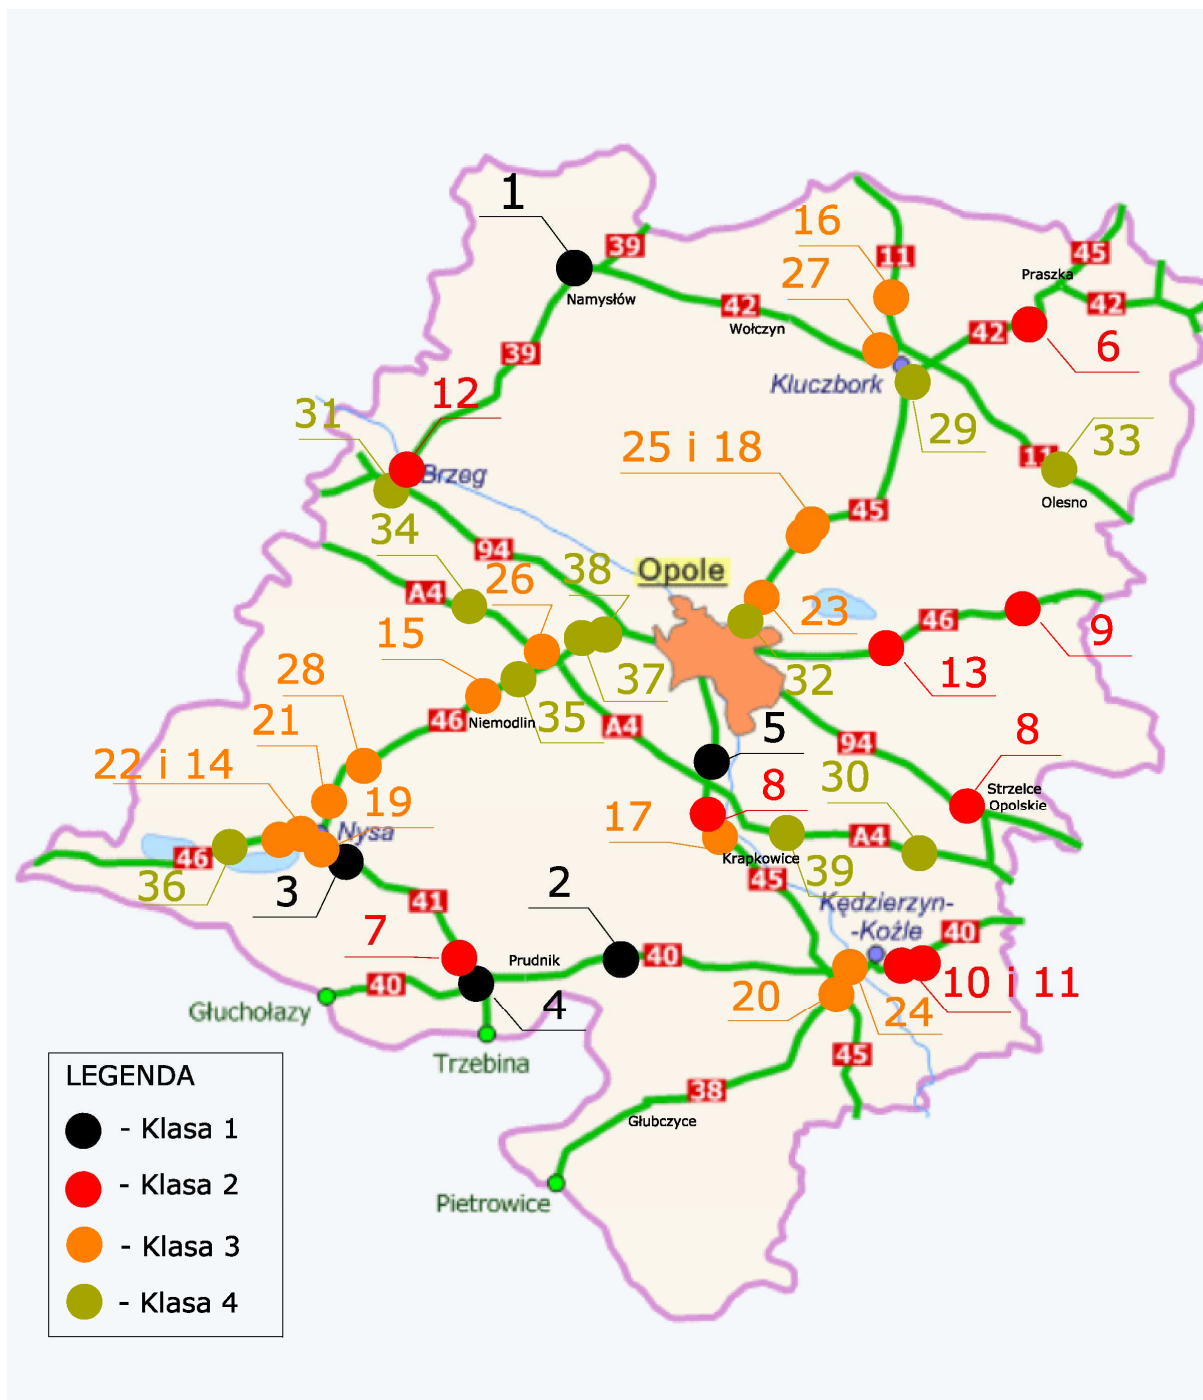 1
39
16
11
45
Praszka
27
Namysłów
42
Wołczyn
42
42
6
39
Kluczbork
12
31
29
33
25 i 18
11
Brzeg
Olesno
45
34
94
38
Opole
26
A4
23
46
9
15
13
37
32
28
35
46
Niemodlin
A4
5
21
94
8
22 i 14
8
30
Strzelce
Opolskie
19
17
Nysa
A4
46
Krapkowice
36
3
39
2
45
41
Kędzierzyn-
-Koźle
7
40
Prudnik
40
10 i 11
40
4
20
24
Głuchołazy
Trzebina
45
LEGENDA
38
Głubczyce
- Klasa 1
- Klasa 2
Pietrowice
- Klasa 3
- Klasa 4